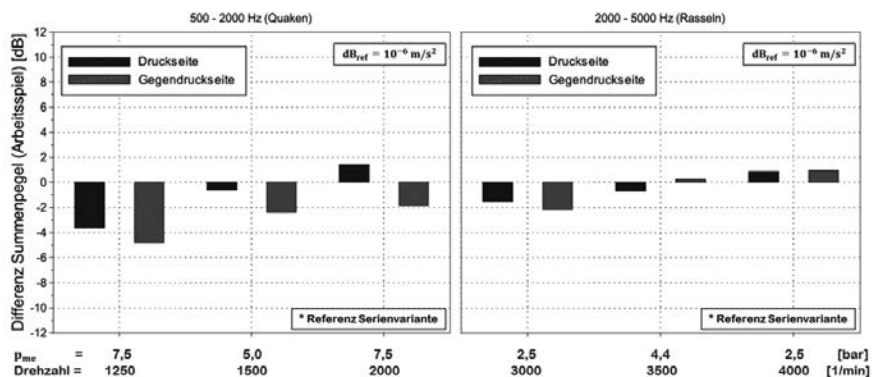 500 - 2000 Hz (Quaken)
2000 - 5000 Hz (Rasseln)
Differenz Summenpegel (Arbeitsspiel) [dB]
12
10
8
6
4
2
0
-2
-4
-6
-8
-10
-12
Druckseite
Gegendruckseite
dB_ref = 10⁻⁶ m/s²
* Referenz Serienvariante
Druckseite
Gegendruckseite
dB_ref = 10⁻⁶ m/s²
* Referenz Serienvariante
p_me = 7,5 5,0 7,5 2,5 4,4 2,5 [bar]
Drehzahl = 1250 1500 2000 3000 3500 4000 [1/min]